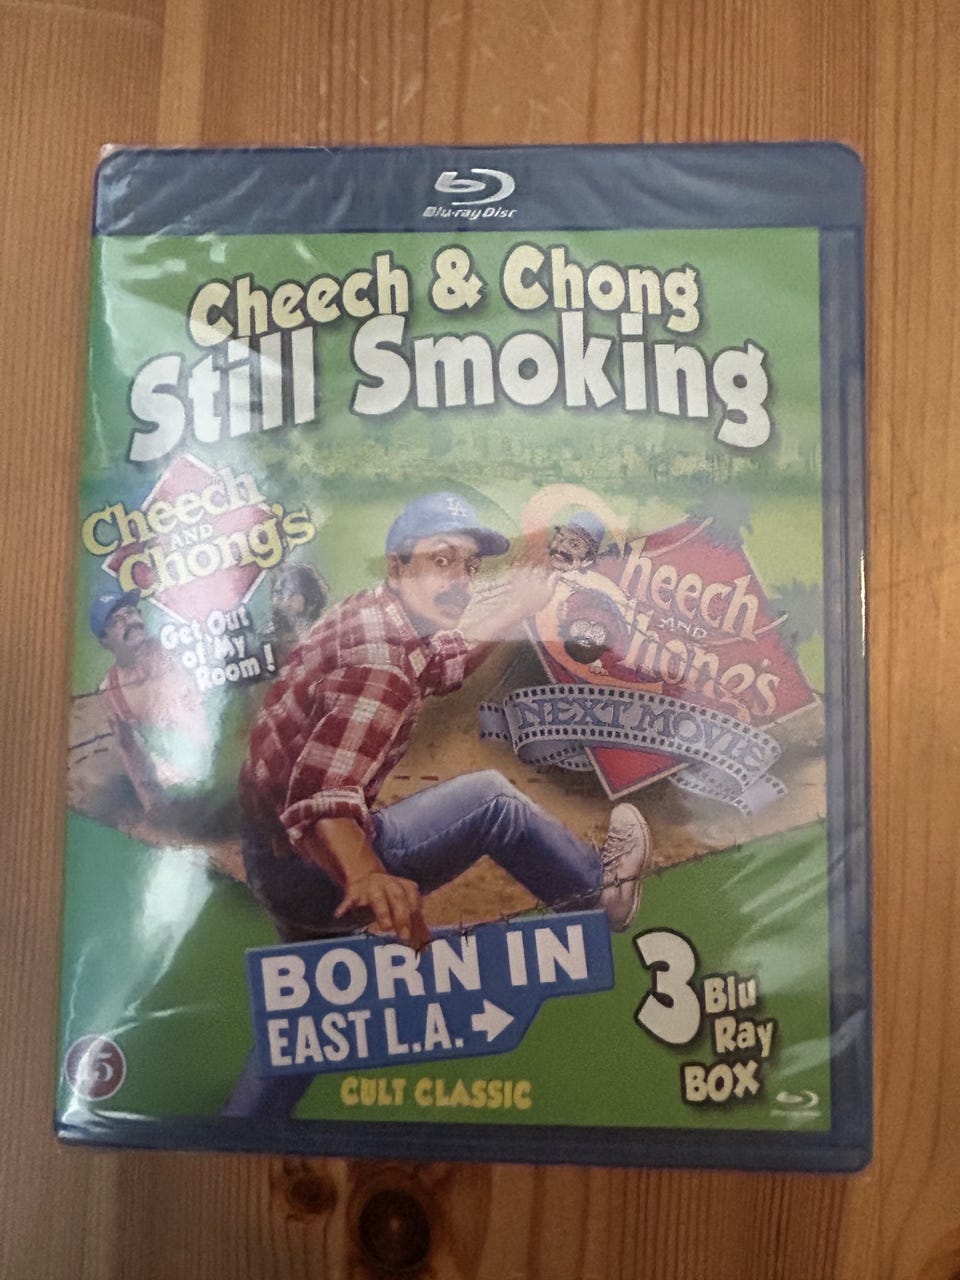 Blu-ray Disc
Cheech & Chong
Still Smoking
Cheech
AND
Chong's
Get Out
of My
Room!
LA
Cheech
AND
Chong's
NEXT MOVIE
BORN IN
EAST L.A.
CULT CLASSIC
3 Blu
Ray
BOX